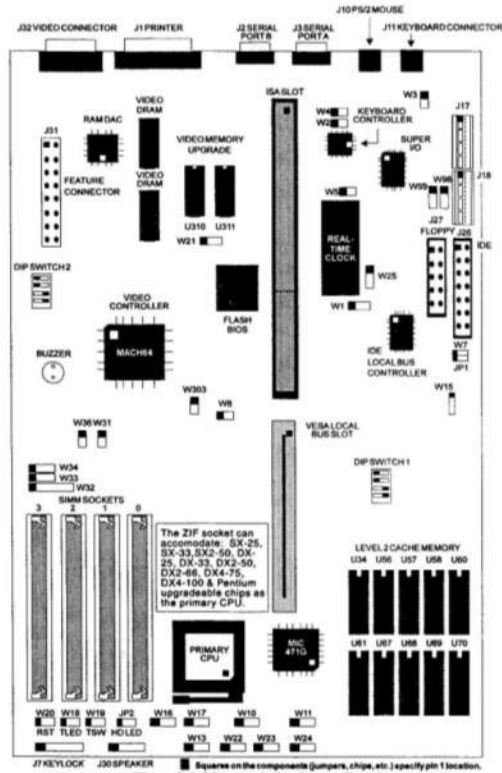 J32 VIDEO CONNECTOR
J1 PRINTER
J2 SERIAL
PORT B
J3 SERIAL
PORT A
J10 PS/2 MOUSE
J11 KEYBOARD CONNECTOR
W3
J17
J18
ISA SLOT
W4
W2
KEYBOARD
CONTROLLER
SUPER
I/O
RAM DAC
VIDEO
DRAM
VIDEO MEMORY
UPGRADE
J31
FEATURE
CONNECTOR
VIDEO
DRAM
U310
U311
W21
W5
J27
FLOPPY
J26
IDE
REAL-
TIME
CLOCK
W25
W1
DIP SWITCH 2
VIDEO
CONTROLLER
MACH64
FLASH
BIOS
IDE
LOCAL BUS
CONTROLLER
W7
JP1
BUZZER
W303
W15
W36
W31
VESA LOCAL
BUS SLOT
W34
W33
W32
DIP SWITCH 1
SIMM SOCKETS
3
2
1
0
The ZIF socket can
accomodate: SX-25,
SX-33,SX2-50, DX-
25, DX-33, DX2-50,
DX2-66, DX4-75,
DX4-100 & Pentium
upgradeable chips as
the primary CPU.
LEVEL 2 CACHE MEMORY
U34 U56 U57 U58 U60
U61 U67 U68 U69 U70
PRIMARY
CPU
MIC
471G
W20 W18 W19 JP2 W16 W17 W10 W11
RST TLED TSW HD LED
W13 W22 W23 W24
J7 KEYLOCK
J30 SPEAKER
Squares on the components (jumpers, chips, etc.) specify pin 1 location.